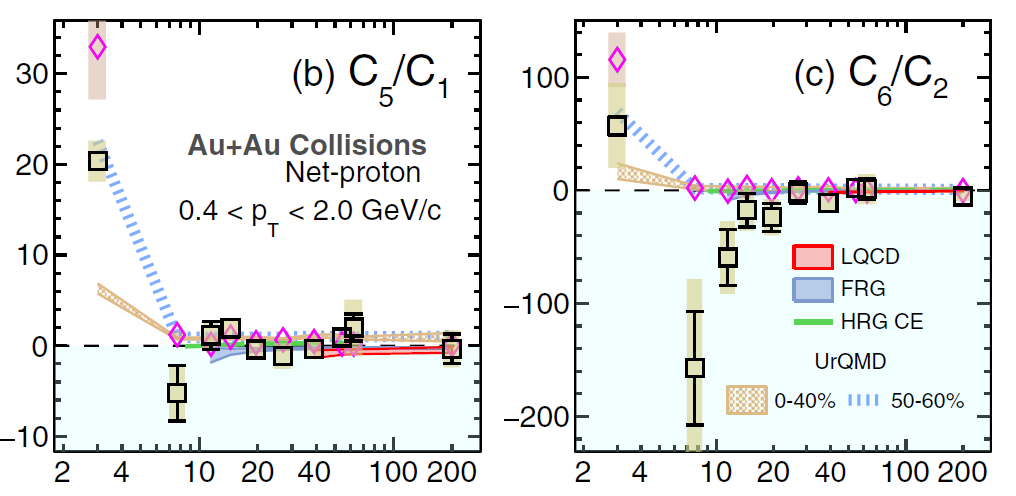 (b) C5/C1
Au+Au Collisions
Net-proton
0.4 < pT < 2.0 GeV/c
30
20
10
0
−10
2 4 10 20 40 100 200
(c) C6/C2
100
0
−100
−200
LQCD
FRG
HRG CE
UrQMD
0-40% 50-60%
2 4 10 20 40 100 200